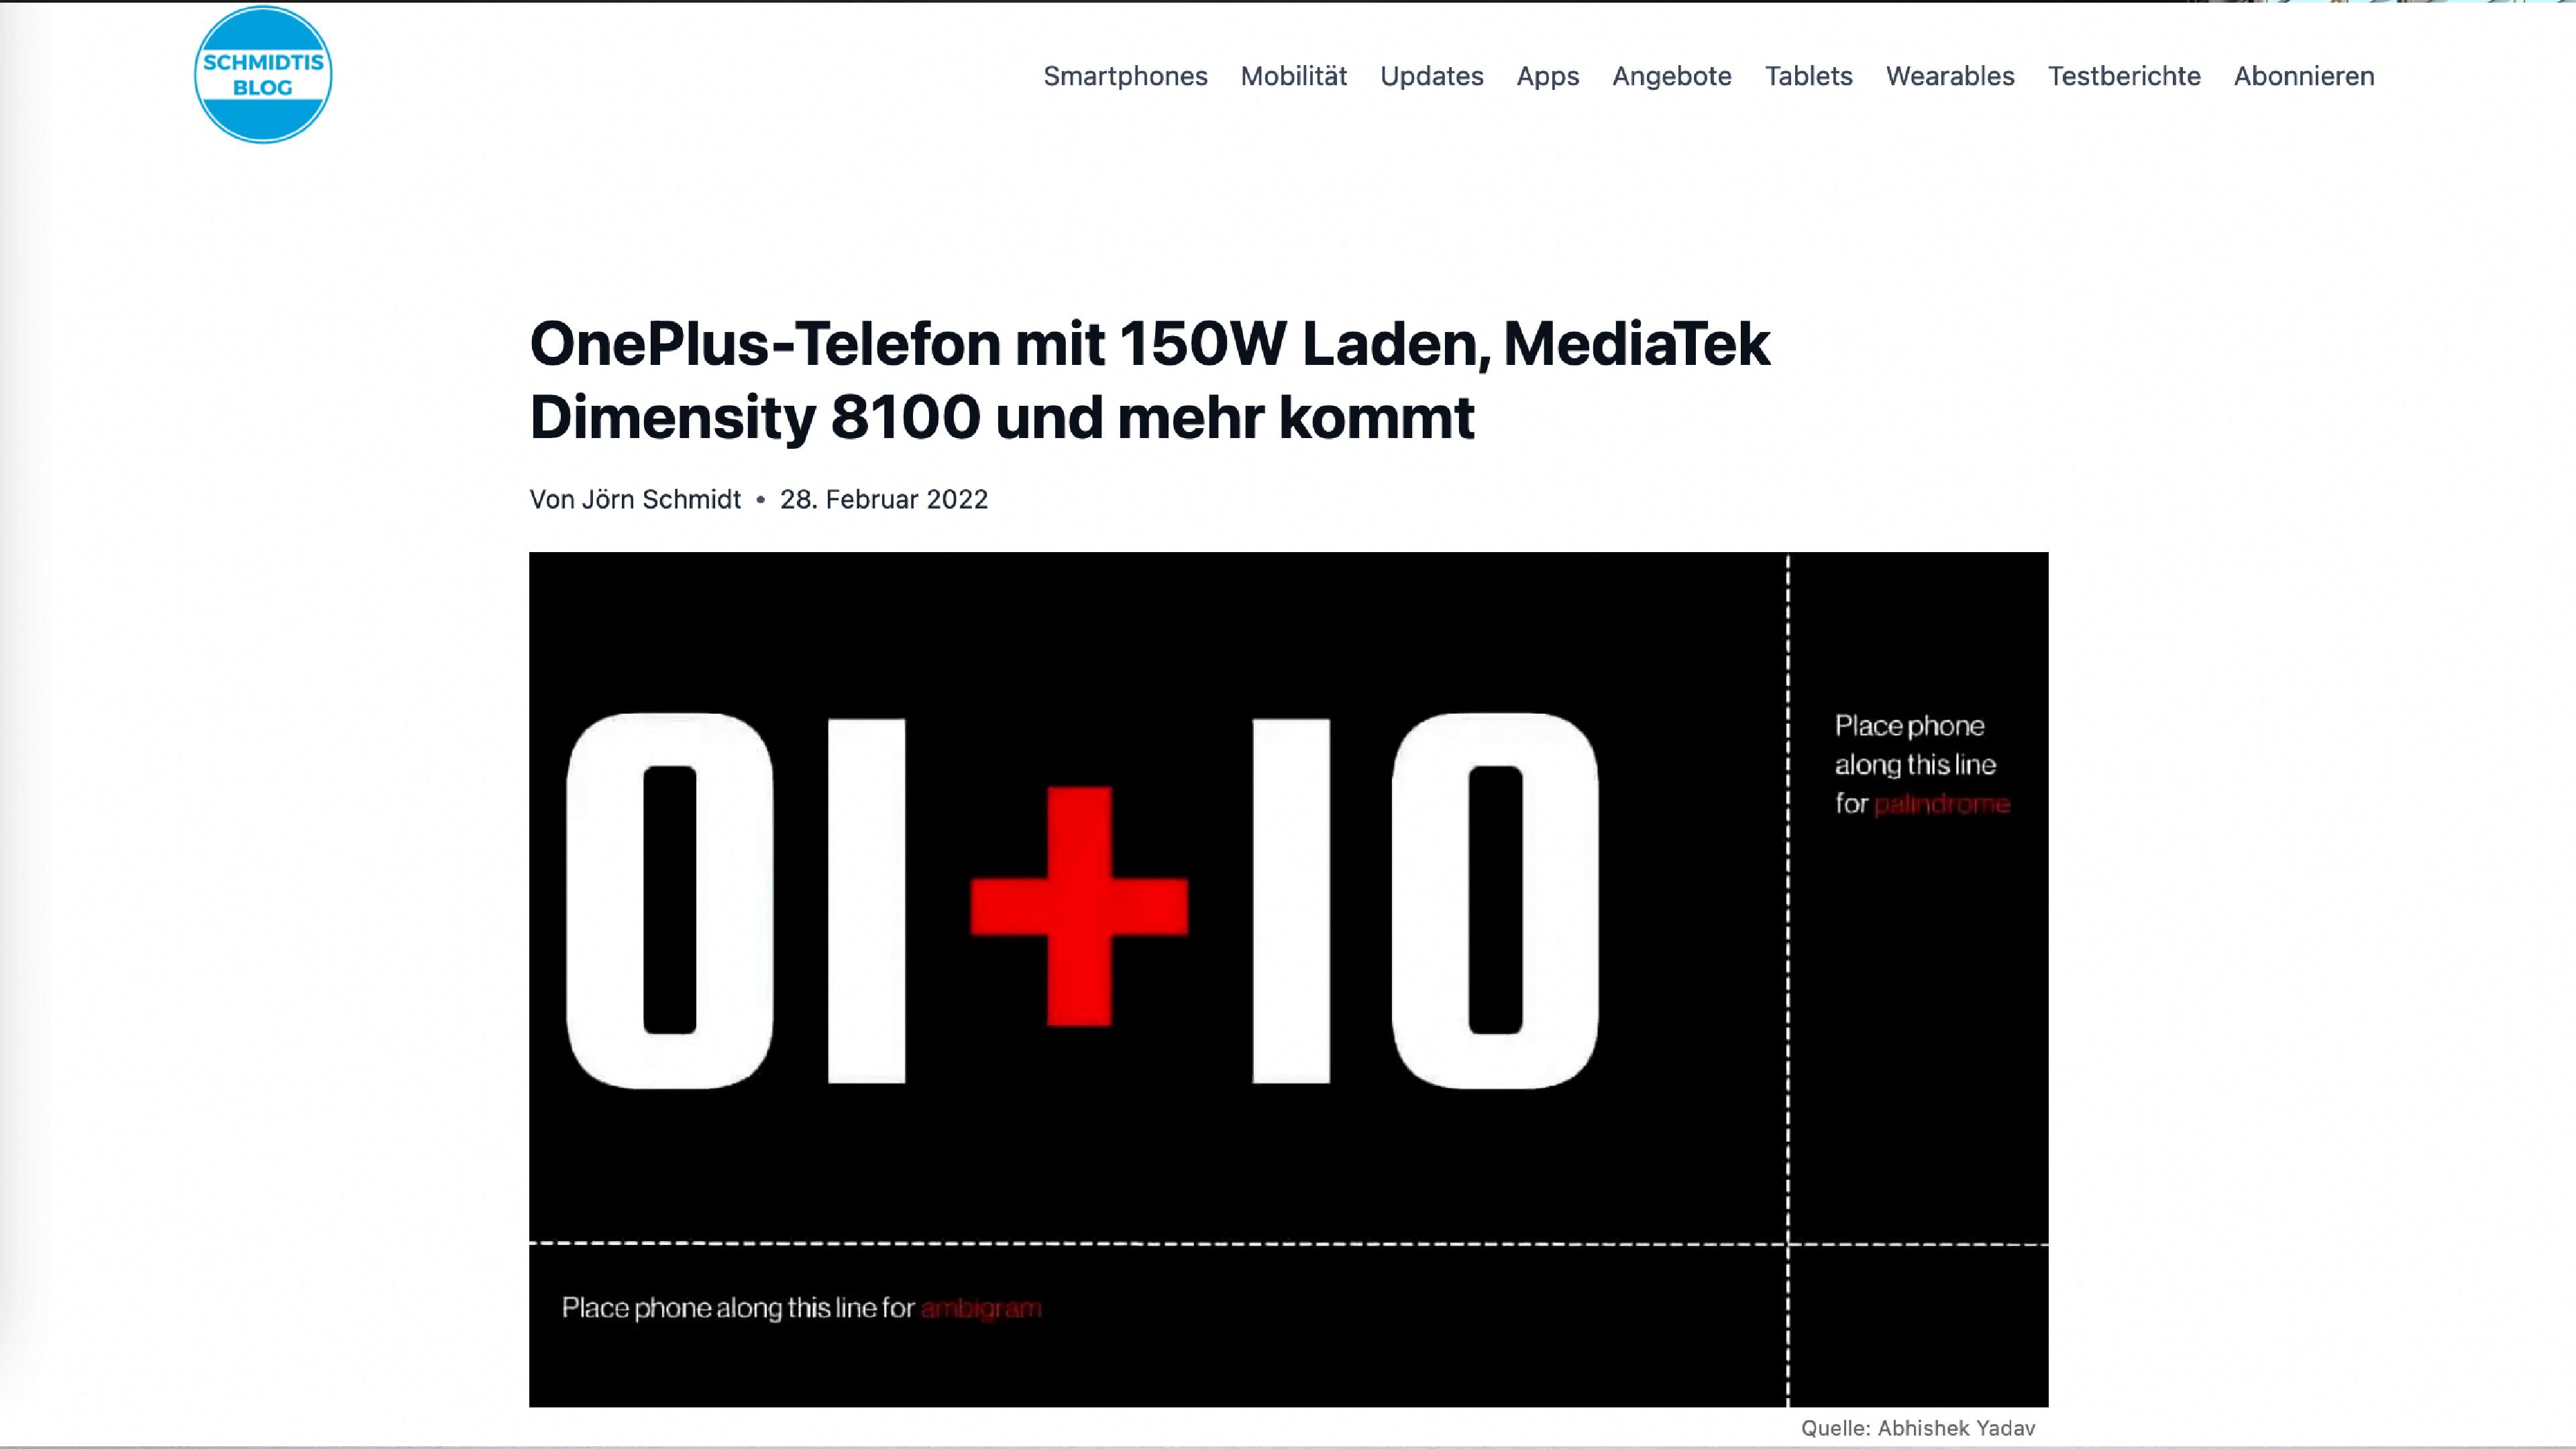 SCHMIDTIS
BLOG
Smartphones Mobilität Updates Apps Angebote Tablets Wearables Testberichte Abonnieren
OnePlus-Telefon mit 150W Laden, MediaTek
Dimensity 8100 und mehr kommt
Von Jörn Schmidt • 28. Februar 2022
01+10
Place phone
along this line
for palindrome
Place phone along this line for ambigram
Quelle: Abhishek Yadav